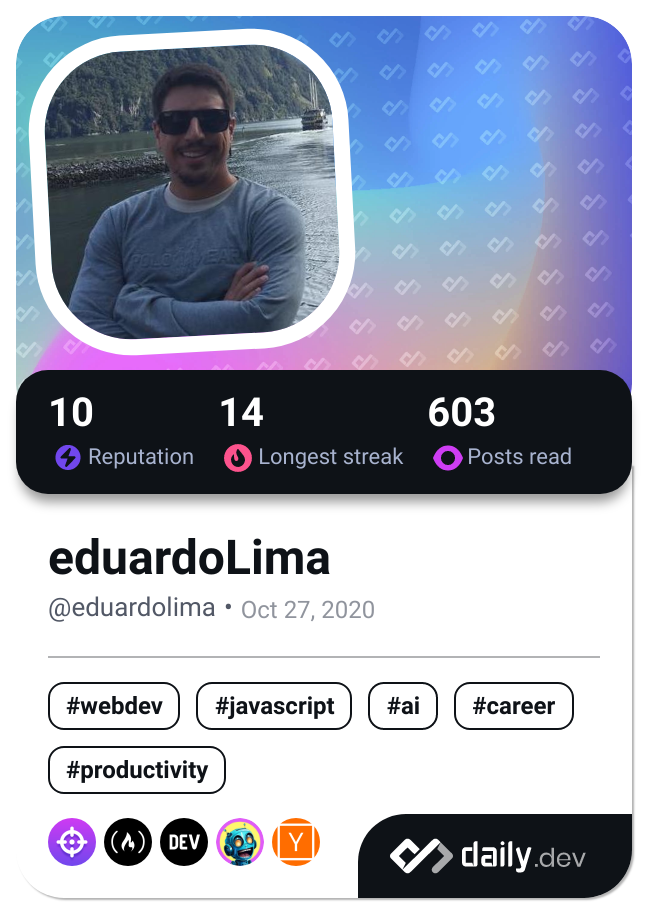 10 14 603
Reputation Longest streak Posts read
eduardoLima
@eduardolima • Oct 27, 2020
#webdev #javascript #ai #career
#productivity
DEV Y
daily.dev